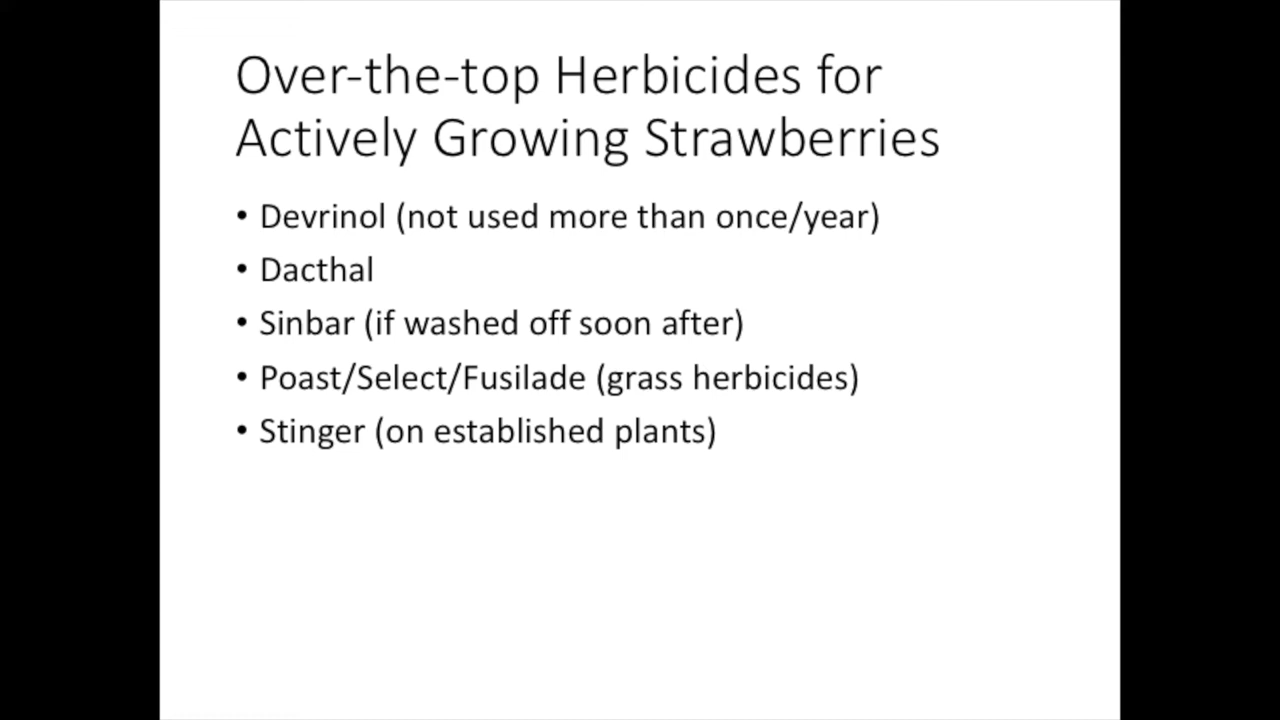 Over-the-top Herbicides for
Actively Growing Strawberries
• Devrinol (not used more than once/year)
• Dacthal
• Sinbar (if washed off soon after)
• Poast/Select/Fusilade (grass herbicides)
• Stinger (on established plants)